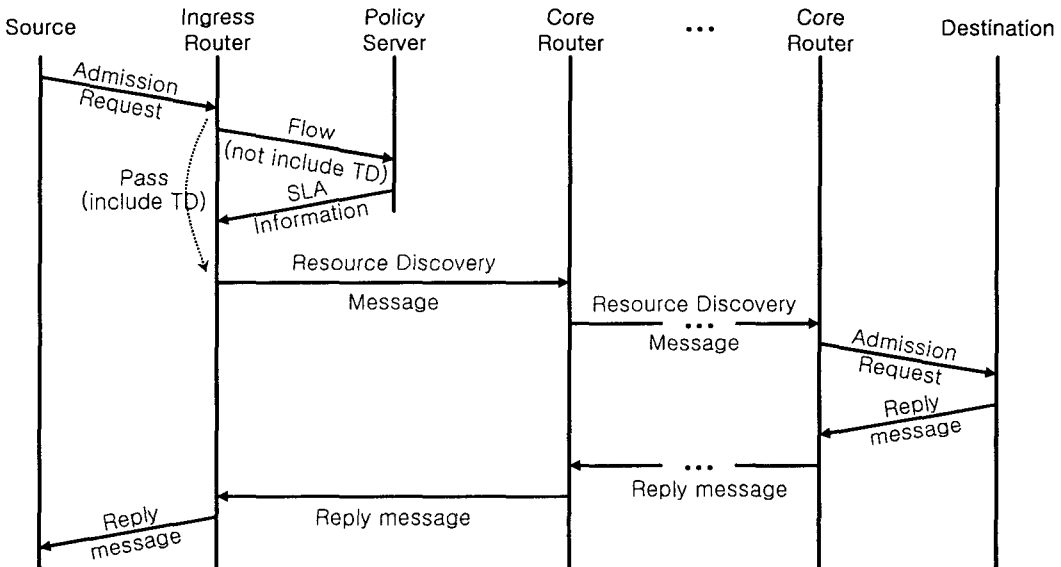 Source
Ingress
Router
Policy
Server
Core
Router
...
Core
Router
Destination
Admission
Request
Flow
(not include TD)
Pass
(include TD)
SLA
Information
Resource Discovery
Message
Resource Discovery
...
Message
Admission
Request
Reply
message
...
Reply message
Reply message
Reply
message